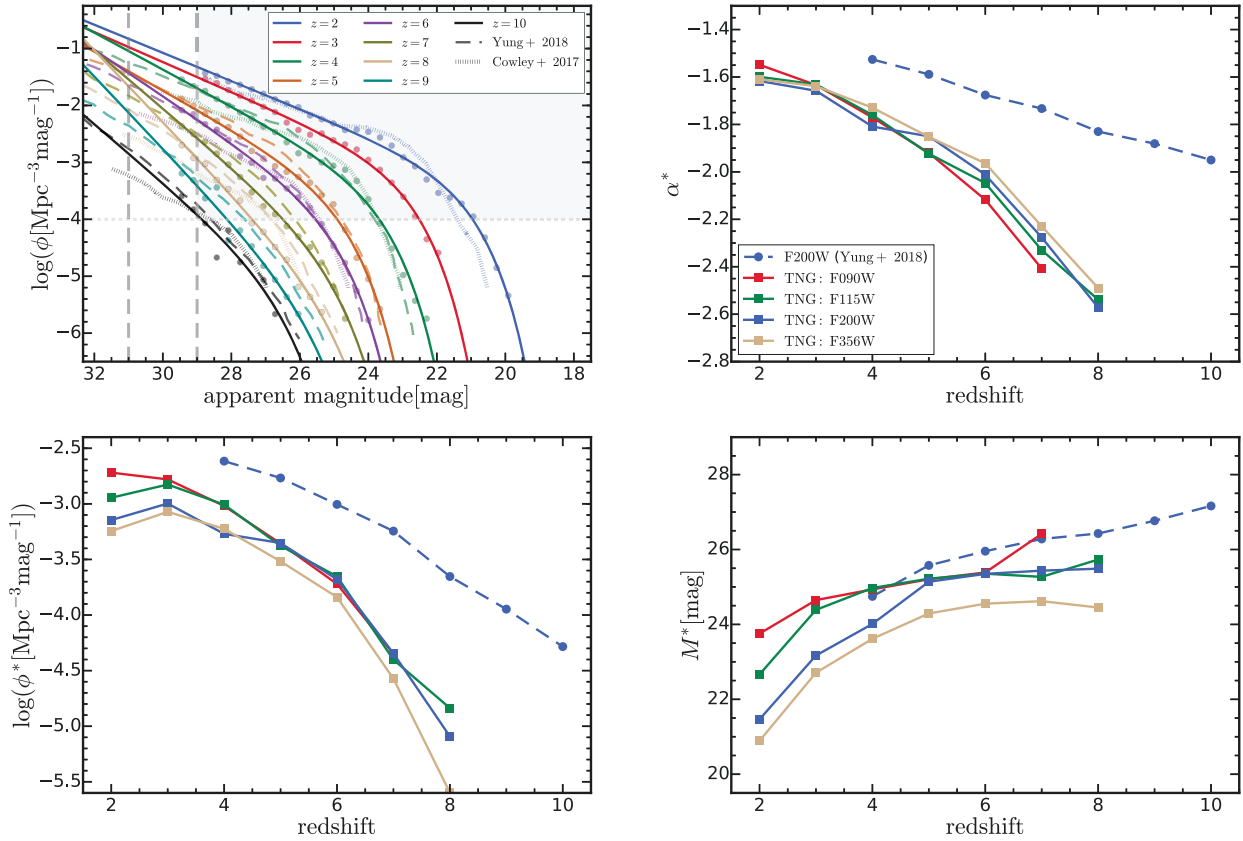 z=2
z=3
z=4
z=5
z=6
z=7
z=8
z=9
z=10
Yung+ 2018
Cowley+ 2017
log(ϕ[Mpc⁻³mag⁻¹])
−1
−2
−3
−4
−5
−6
32 30 28 26 24 22 20 18
apparent magnitude[mag]
α*
−1.4
−1.6
−1.8
−2.0
−2.2
−2.4
−2.6
−2.8
F200W (Yung+ 2018)
TNG: F090W
TNG: F115W
TNG: F200W
TNG: F356W
2 4 6 8 10
redshift
log(ϕ*[Mpc⁻³mag⁻¹])
−2.5
−3.0
−3.5
−4.0
−4.5
−5.0
−5.5
2 4 6 8 10
redshift
M*[mag]
28
26
24
22
20
2 4 6 8 10
redshift